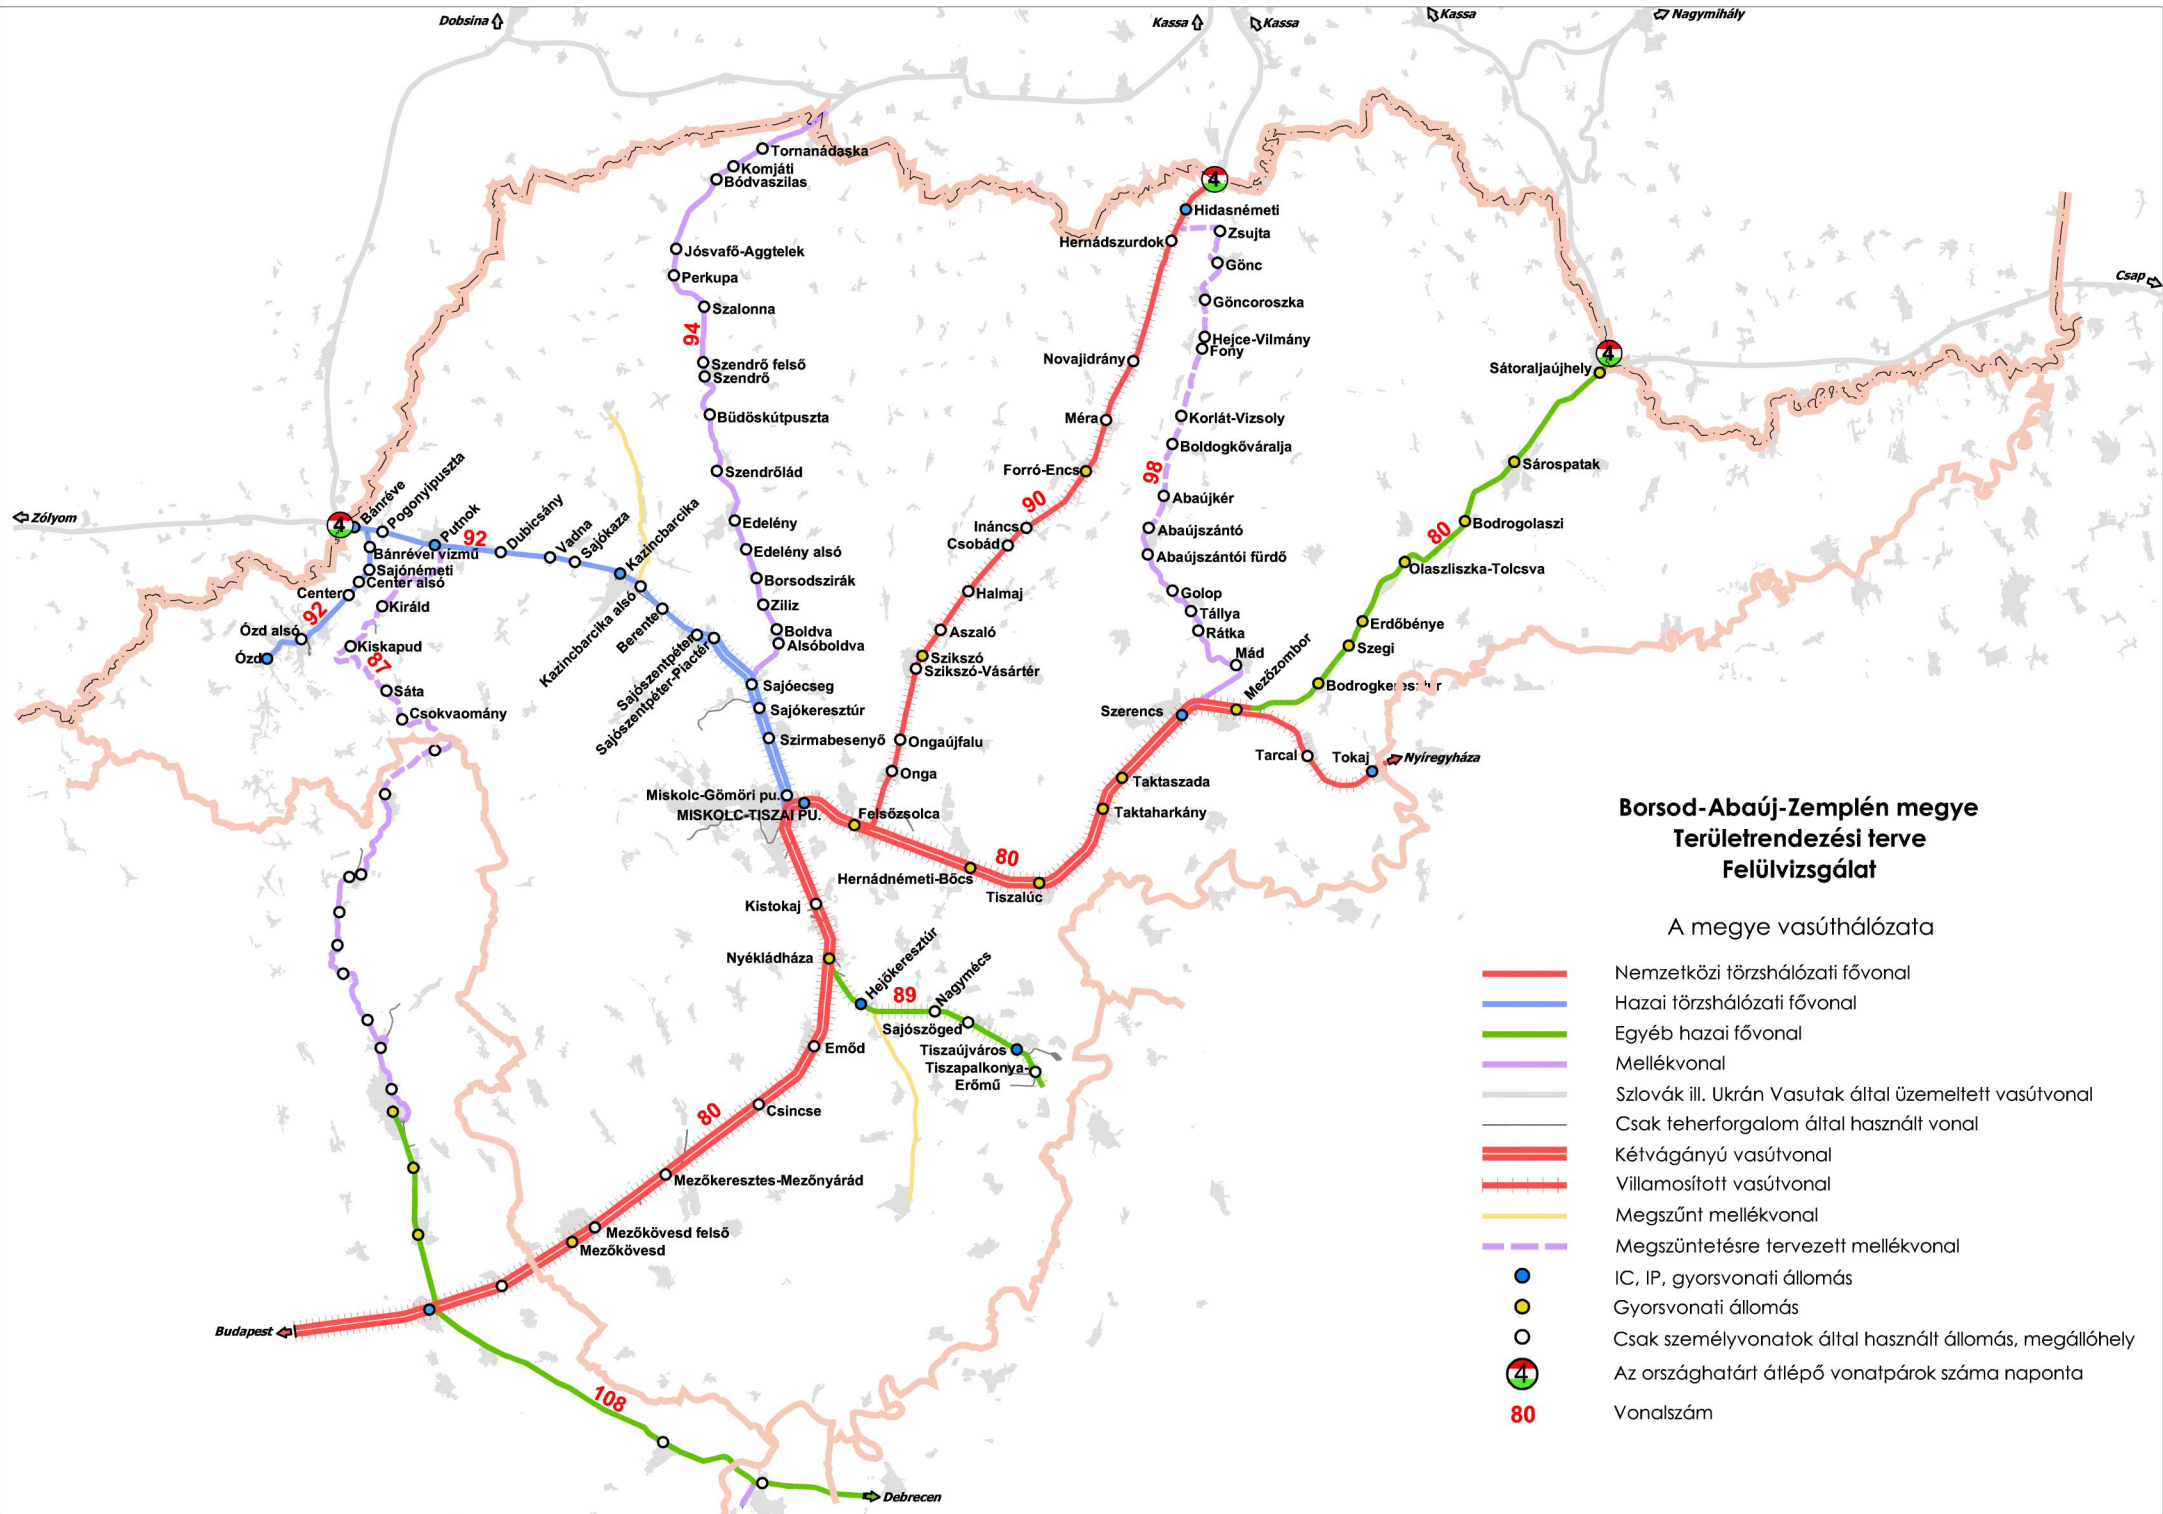 Dobsina
Kassa
Kassa
Kassa
Nagymihály
Tornanádaska
Komjáti
Bódvaszilas
4
Hidasnémeti
Zsujta
Hernádszurdok
Jósvafő-Aggtelek
Gönc
Perkupa
Csap
Göncoroszka
Szalonna
94
Hejce-Vilmány
Fony
4
Novajidrány
Szendrő felső
Szendrő
Sátoraljaújhely
Büdöskútpuszta
Méra
Korlát-Vizsoly
Boldogkőváralja
Szendrőlád
Forró-Encs
98
Sárospatak
Abaújkér
90
Zólyom
4
Bánréve
Pogonyipuszta
Putnok
92
Dubicsány
Vadna
Sajókaza
Kazincbarcika
Edelény
Ináncs
Csobád
Abaújszántó
80
Bodrogolaszi
Bánrévei vízmű
Edelény alsó
Abaújszántói fürdő
Sajónémeti
Center alsó
Center
Olaszliszka-Tolcsva
Borsodszirák
Halmaj
Golop
Királd
92
Kazincbarcika alsó
Berente
Ziliz
Tállya
Erdőbénye
Ózd alsó
Boldva
Alsóboldva
Aszaló
Rátka
Kiskapud
Sajószentpéter
Sajószentpéter-Piactér
Szegi
Ózd
87
Szikszó
Szikszó-Vásártér
Mád
Mezőzombor
Sáta
Sajóecseg
Bodrogkeresztúr
Csokvaomány
Sajókeresztúr
Szerencs
Szirmabesenyő
Ongaújfalu
Tarcal
Tokaj
Nyíregyháza
Onga
Taktaszada
Miskolc-Gömöri pu.
MISKOLC-TISZAI PU.
Felsőzsolca
Taktaharkány
80
Hernádnémeti-Bőcs
Tiszalúc
Kistokaj
Nyékládháza
Hejőkeresztúr
89
Nagymécs
Sajószöged
Emőd
Tiszaújváros
Tiszapalkonya-
Erőmű
80
Csincse
Mezőkeresztes-Mezőnyárád
Mezőkövesd felső
Mezőkövesd
Budapest
108
Debrecen
Borsod-Abaúj-Zemplén megye
Területrendezési terve
Felülvizsgálat
A megye vasúthálózata
Nemzetközi törzshálózati fővonal
Hazai törzshálózati fővonal
Egyéb hazai fővonal
Mellékvonal
Szlovák ill. Ukrán Vasutak által üzemeltett vasútvonal
Csak teherforgalom által használt vonal
Kétvágányú vasútvonal
Villamosított vasútvonal
Megszűnt mellékvonal
Megszüntetésre tervezett mellékvonal
IC, IP, gyorsvonati állomás
Gyorsvonati állomás
Csak személyvonatok által használt állomás, megállóhely
4 Az országhatárt átlépő vonatpárok száma naponta
80 Vonalszám